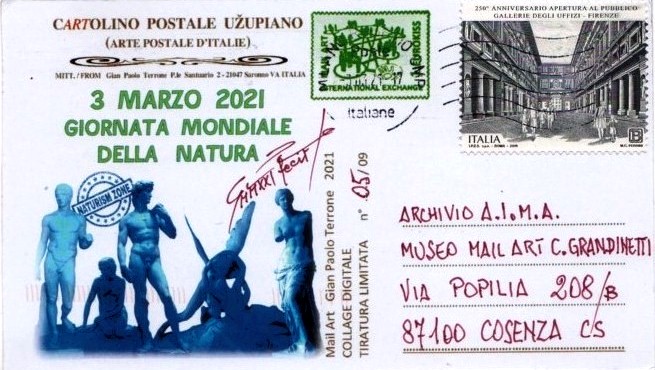 CARTOLINO POSTALE UŽUPIANO
(ARTE POSTALE D'ITALIE)
MITT./FROM Gian Paolo Terrone P.le Santuario 2 - 21047 Saronno VA ITALIA
3 MARZO 2021
GIORNATA MONDIALE
DELLA NATURA
NATURISM ZONE
MAIL ART
INTERNATIONAL EXCHANGE
Italiane
250° ANNIVERSARIO APERTURA AL PUBBLICO
GALLERIE DEGLI UFFIZI - FIRENZE
ITALIA
B
Mail Art Gian Paolo Terrone 2021
COLLAGE DIGITALE
TIRATURA LIMITATA n° 05/09
ARCHIVIO A.I.M.A.
MUSEO MAIL ART C. GRANDINETTI
VIA POPILIA 208/B
87100 COSENZA CS